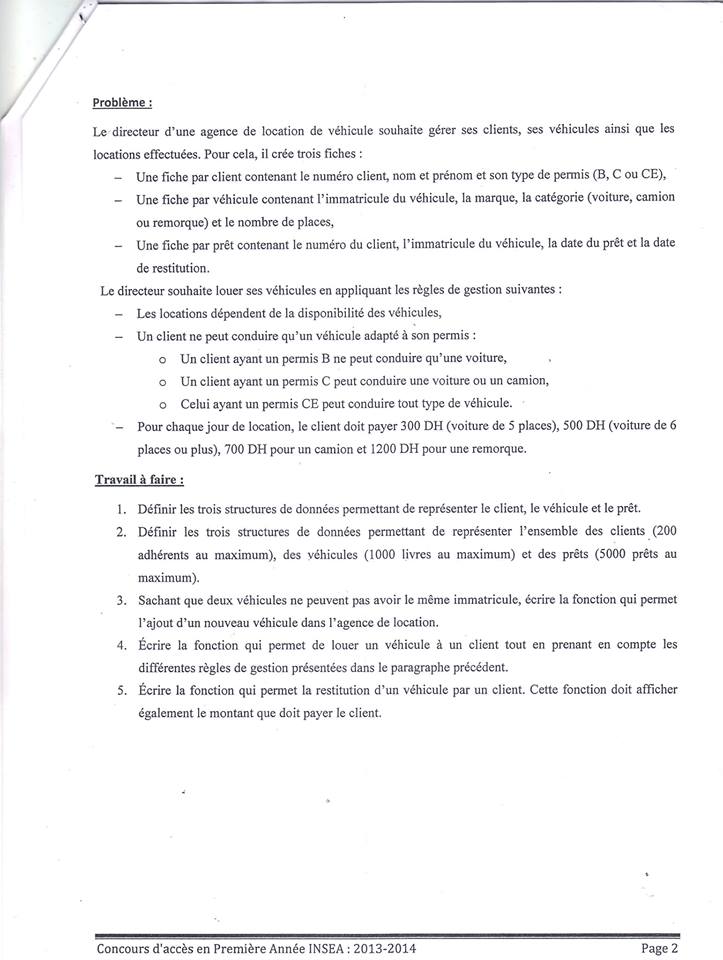 Problème :
Le directeur d'une agence de location de véhicule souhaite gérer ses clients, ses véhicules ainsi que les
locations effectuées. Pour cela, il crée trois fiches :
– Une fiche par client contenant le numéro client, nom et prénom et son type de permis (B, C ou CE),
– Une fiche par véhicule contenant l'immatricule du véhicule, la marque, la catégorie (voiture, camion
ou remorque) et le nombre de places,
– Une fiche par prêt contenant le numéro du client, l'immatricule du véhicule, la date du prêt et la date
de restitution.
Le directeur souhaite louer ses véhicules en appliquant les règles de gestion suivantes :
– Les locations dépendent de la disponibilité des véhicules,
– Un client ne peut conduire qu'un véhicule adapté à son permis :
o Un client ayant un permis B ne peut conduire qu'une voiture,
o Un client ayant un permis C peut conduire une voiture ou un camion,
o Celui ayant un permis CE peut conduire tout type de véhicule.
– Pour chaque jour de location, le client doit payer 300 DH (voiture de 5 places), 500 DH (voiture de 6
places ou plus), 700 DH pour un camion et 1200 DH pour une remorque.
Travail à faire :
1. Définir les trois structures de données permettant de représenter le client, le véhicule et le prêt.
2. Définir les trois structures de données permettant de représenter l'ensemble des clients (200
adhérents au maximum), des véhicules (1000 livres au maximum) et des prêts (5000 prêts au
maximum).
3. Sachant que deux véhicules ne peuvent pas avoir le même immatricule, écrire la fonction qui permet
l'ajout d'un nouveau véhicule dans l'agence de location.
4. Écrire la fonction qui permet de louer un véhicule à un client tout en prenant en compte les
différentes règles de gestion présentées dans le paragraphe précédent.
5. Écrire la fonction qui permet la restitution d'un véhicule par un client. Cette fonction doit afficher
également le montant que doit payer le client.
Concours d'accès en Première Année INSEA : 2013-2014 Page 2